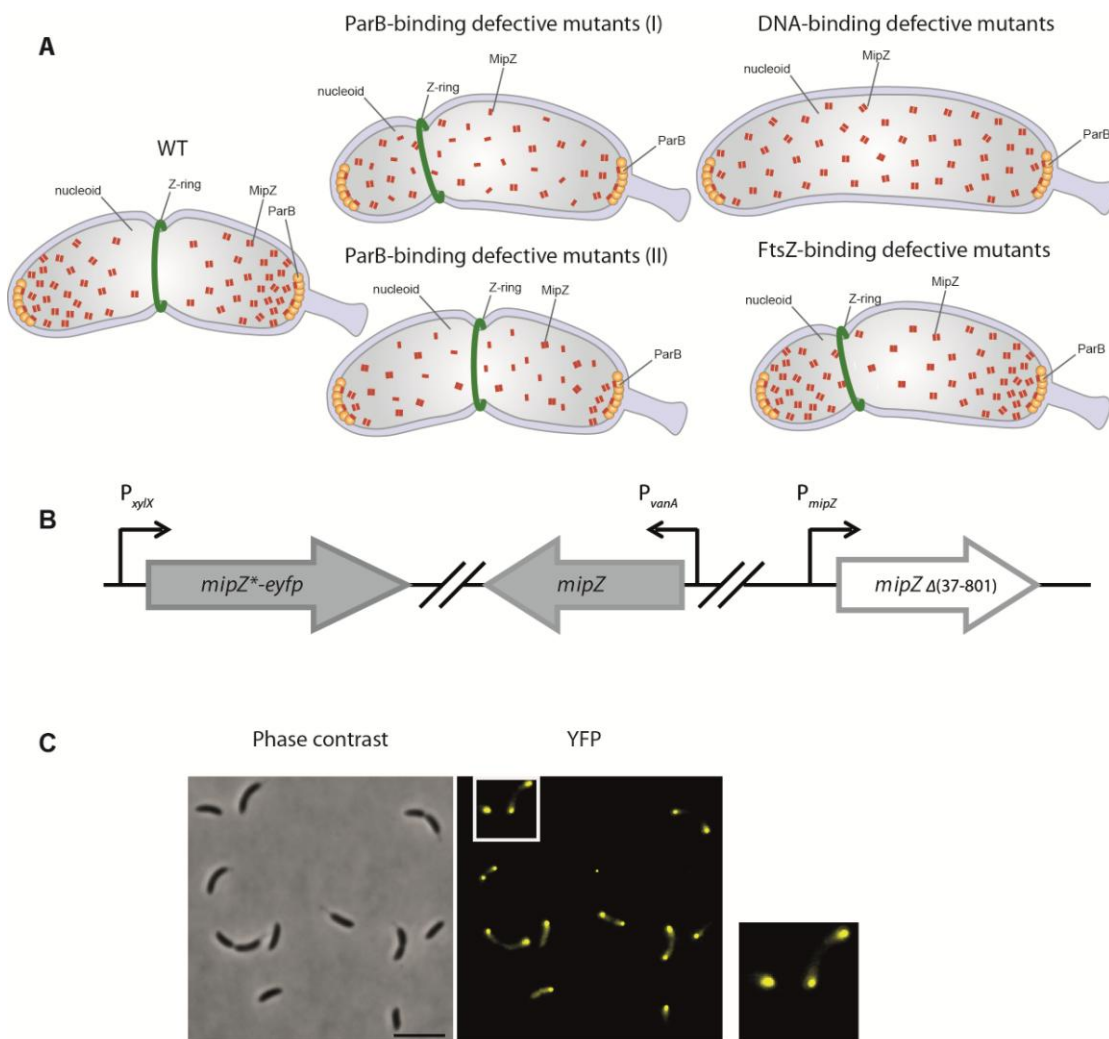 A
WT
nucleoid
Z-ring
MipZ
ParB
ParB-binding defective mutants (I)
nucleoid
Z-ring
MipZ
ParB
DNA-binding defective mutants
nucleoid
MipZ
ParB
ParB-binding defective mutants (II)
nucleoid
Z-ring
MipZ
ParB
FtsZ-binding defective mutants
nucleoid
Z-ring
MipZ
ParB
B
PxylX
PvanA
PmipZ
mipZ*-eyfp
mipZ
mipZ Δ(37-801)
C
Phase contrast
YFP